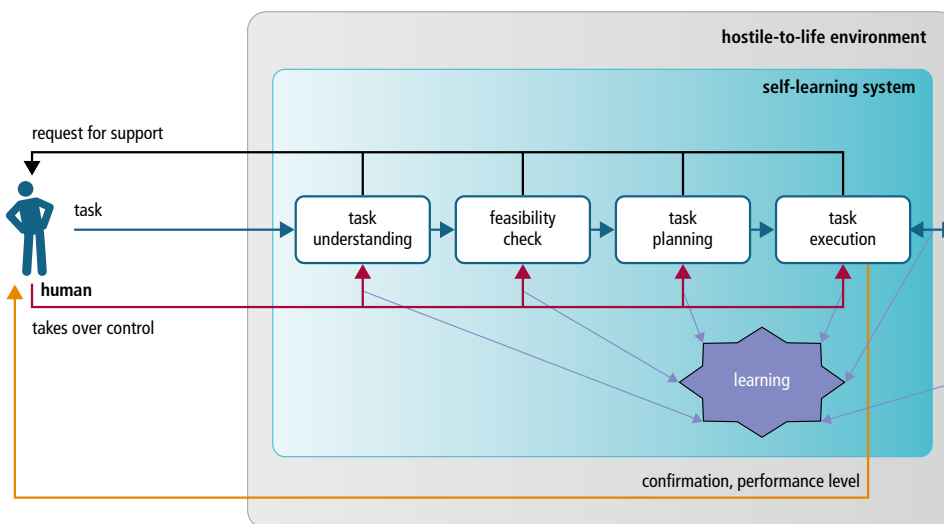 hostile-to-life environment
self-learning system
request for support
task
task
understanding
feasibility
check
task
planning
task
execution
human
takes over control
learning
confirmation, performance level